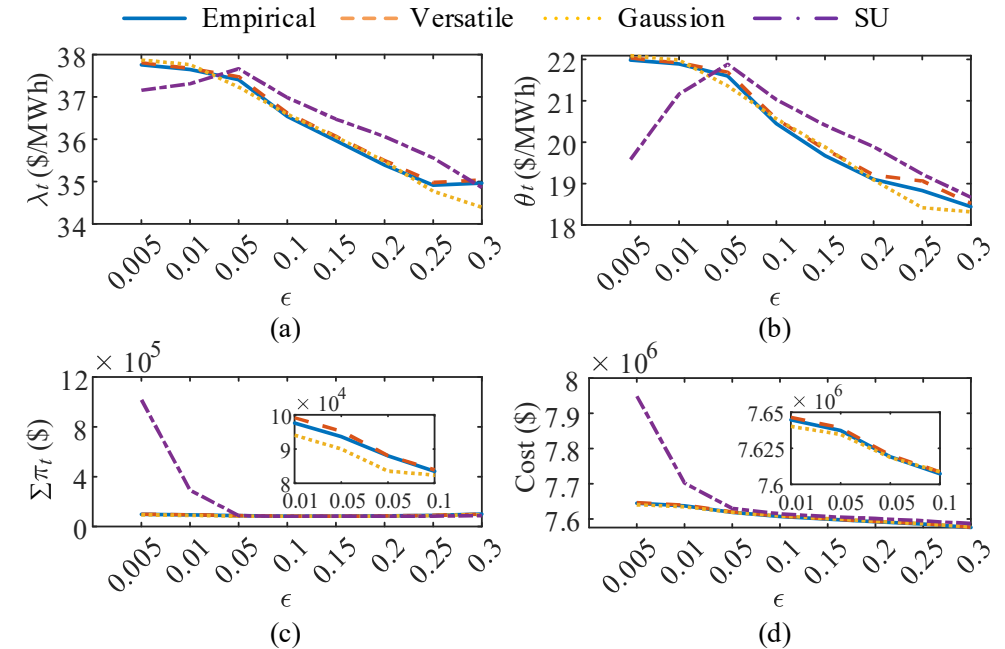 Empirical Versatile Gaussion SU
38
37
36
35
34
λt ($/MWh)
0.005 0.01 0.05 0.1 0.15 0.2 0.25 0.3
ϵ
(a)
22
21
20
19
18
θt ($/MWh)
0.005 0.01 0.05 0.1 0.15 0.2 0.25 0.3
ϵ
(b)
× 10^5
12
8
4
0
Σπt ($)
× 10^4
10
9
8
0.01 0.05 0.05 0.1
0.005 0.01 0.05 0.1 0.15 0.2 0.25 0.3
ϵ
(c)
× 10^6
8
7.9
7.8
7.7
7.6
Cost ($)
× 10^6
7.65
7.625
7.6
0.01 0.05 0.05 0.1
0.005 0.01 0.05 0.1 0.15 0.2 0.25 0.3
ϵ
(d)